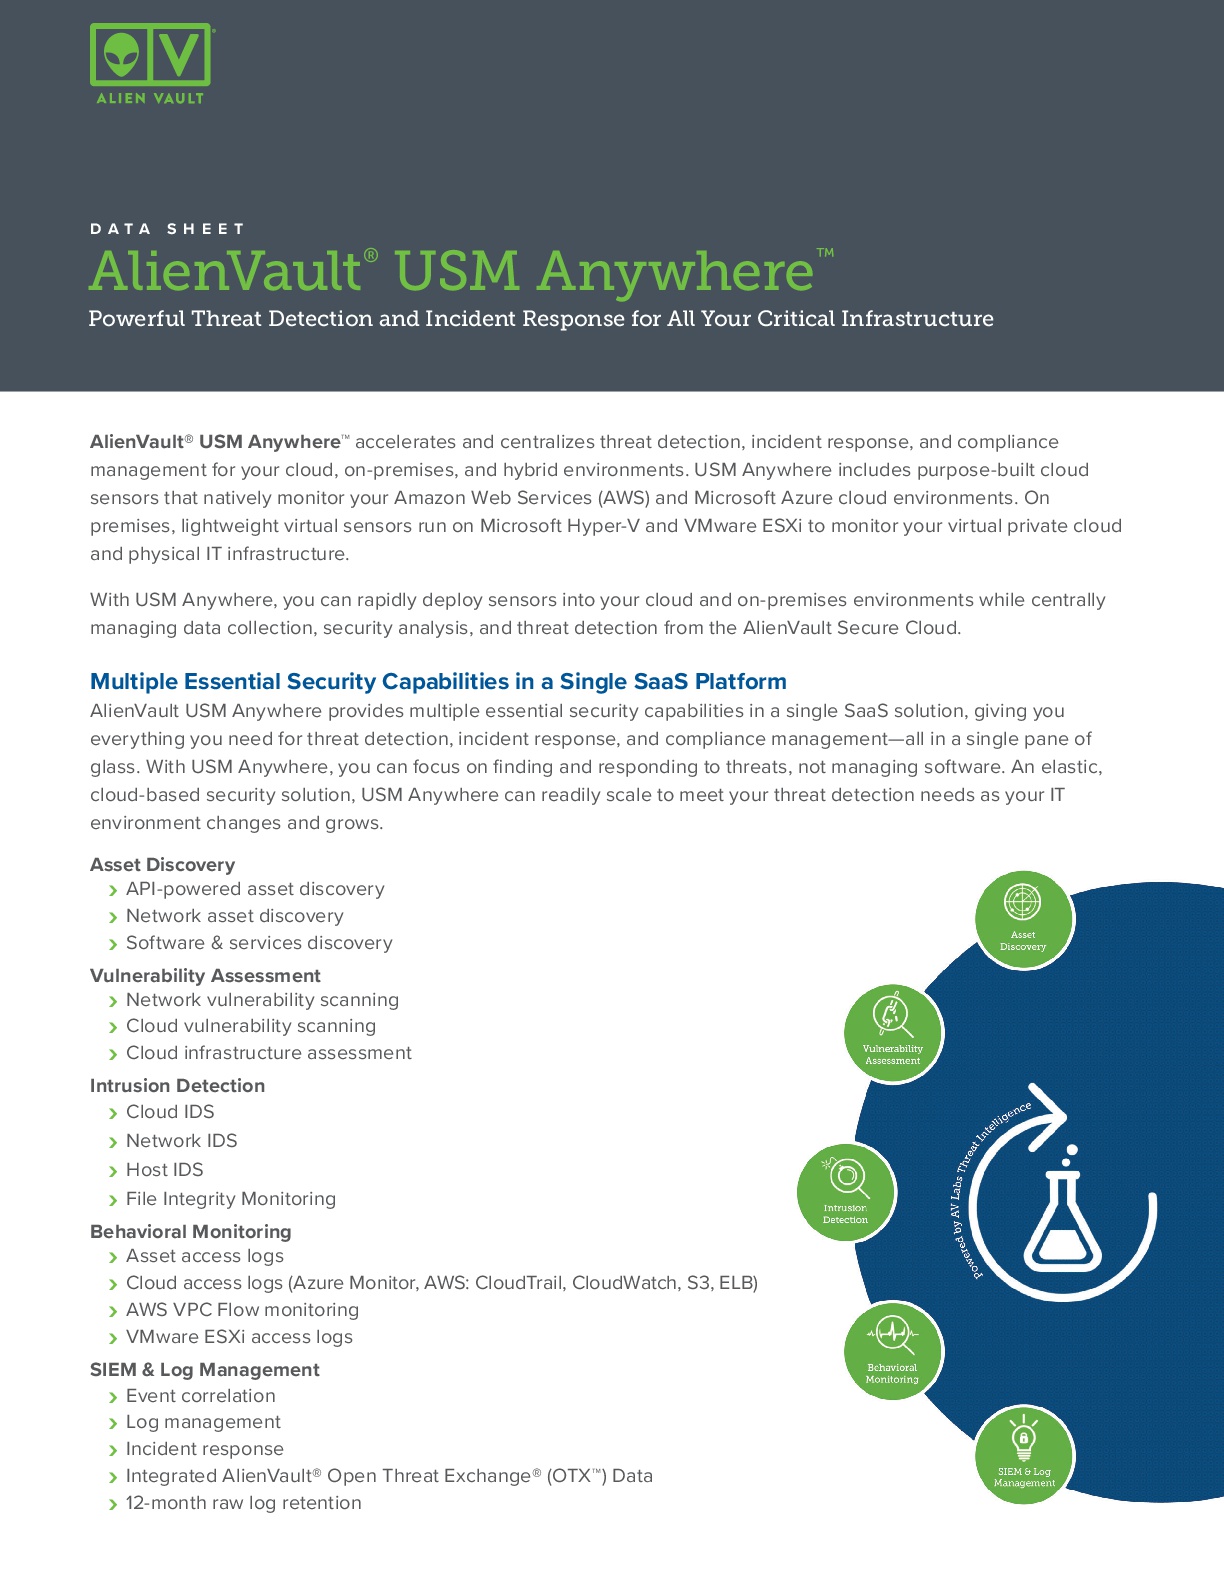 ALIEN VAULT®
DATA SHEET
AlienVault® USM Anywhere™
Powerful Threat Detection and Incident Response for All Your Critical Infrastructure
AlienVault® USM Anywhere™ accelerates and centralizes threat detection, incident response, and compliance
management for your cloud, on-premises, and hybrid environments. USM Anywhere includes purpose-built cloud
sensors that natively monitor your Amazon Web Services (AWS) and Microsoft Azure cloud environments. On
premises, lightweight virtual sensors run on Microsoft Hyper-V and VMware ESXi to monitor your virtual private cloud
and physical IT infrastructure.
With USM Anywhere, you can rapidly deploy sensors into your cloud and on-premises environments while centrally
managing data collection, security analysis, and threat detection from the AlienVault Secure Cloud.
Multiple Essential Security Capabilities in a Single SaaS Platform
AlienVault USM Anywhere provides multiple essential security capabilities in a single SaaS solution, giving you
everything you need for threat detection, incident response, and compliance management—all in a single pane of
glass. With USM Anywhere, you can focus on finding and responding to threats, not managing software. An elastic,
cloud-based security solution, USM Anywhere can readily scale to meet your threat detection needs as your IT
environment changes and grows.
Asset Discovery
› API-powered asset discovery
› Network asset discovery
› Software & services discovery
Vulnerability Assessment
› Network vulnerability scanning
› Cloud vulnerability scanning
› Cloud infrastructure assessment
Intrusion Detection
› Cloud IDS
› Network IDS
› Host IDS
› File Integrity Monitoring
Behavioral Monitoring
› Asset access logs
› Cloud access logs (Azure Monitor, AWS: CloudTrail, CloudWatch, S3, ELB)
› AWS VPC Flow monitoring
› VMware ESXi access logs
SIEM & Log Management
› Event correlation
› Log management
› Incident response
› Integrated AlienVault® Open Threat Exchange® (OTX™) Data
› 12-month raw log retention
Asset
Discovery
Vulnerability
Assessment
Intrusion
Detection
Behavioral
Monitoring
SIEM & Log
Management
Powered by AV Labs Threat Intelligence